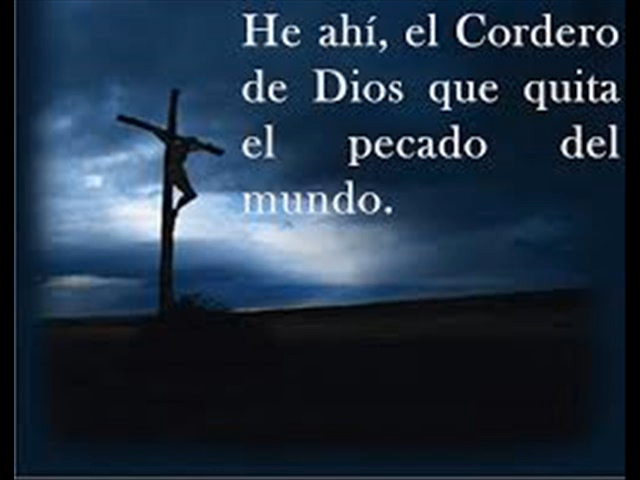 He ahí, el Cordero
de Dios que quita
el pecado del
mundo.